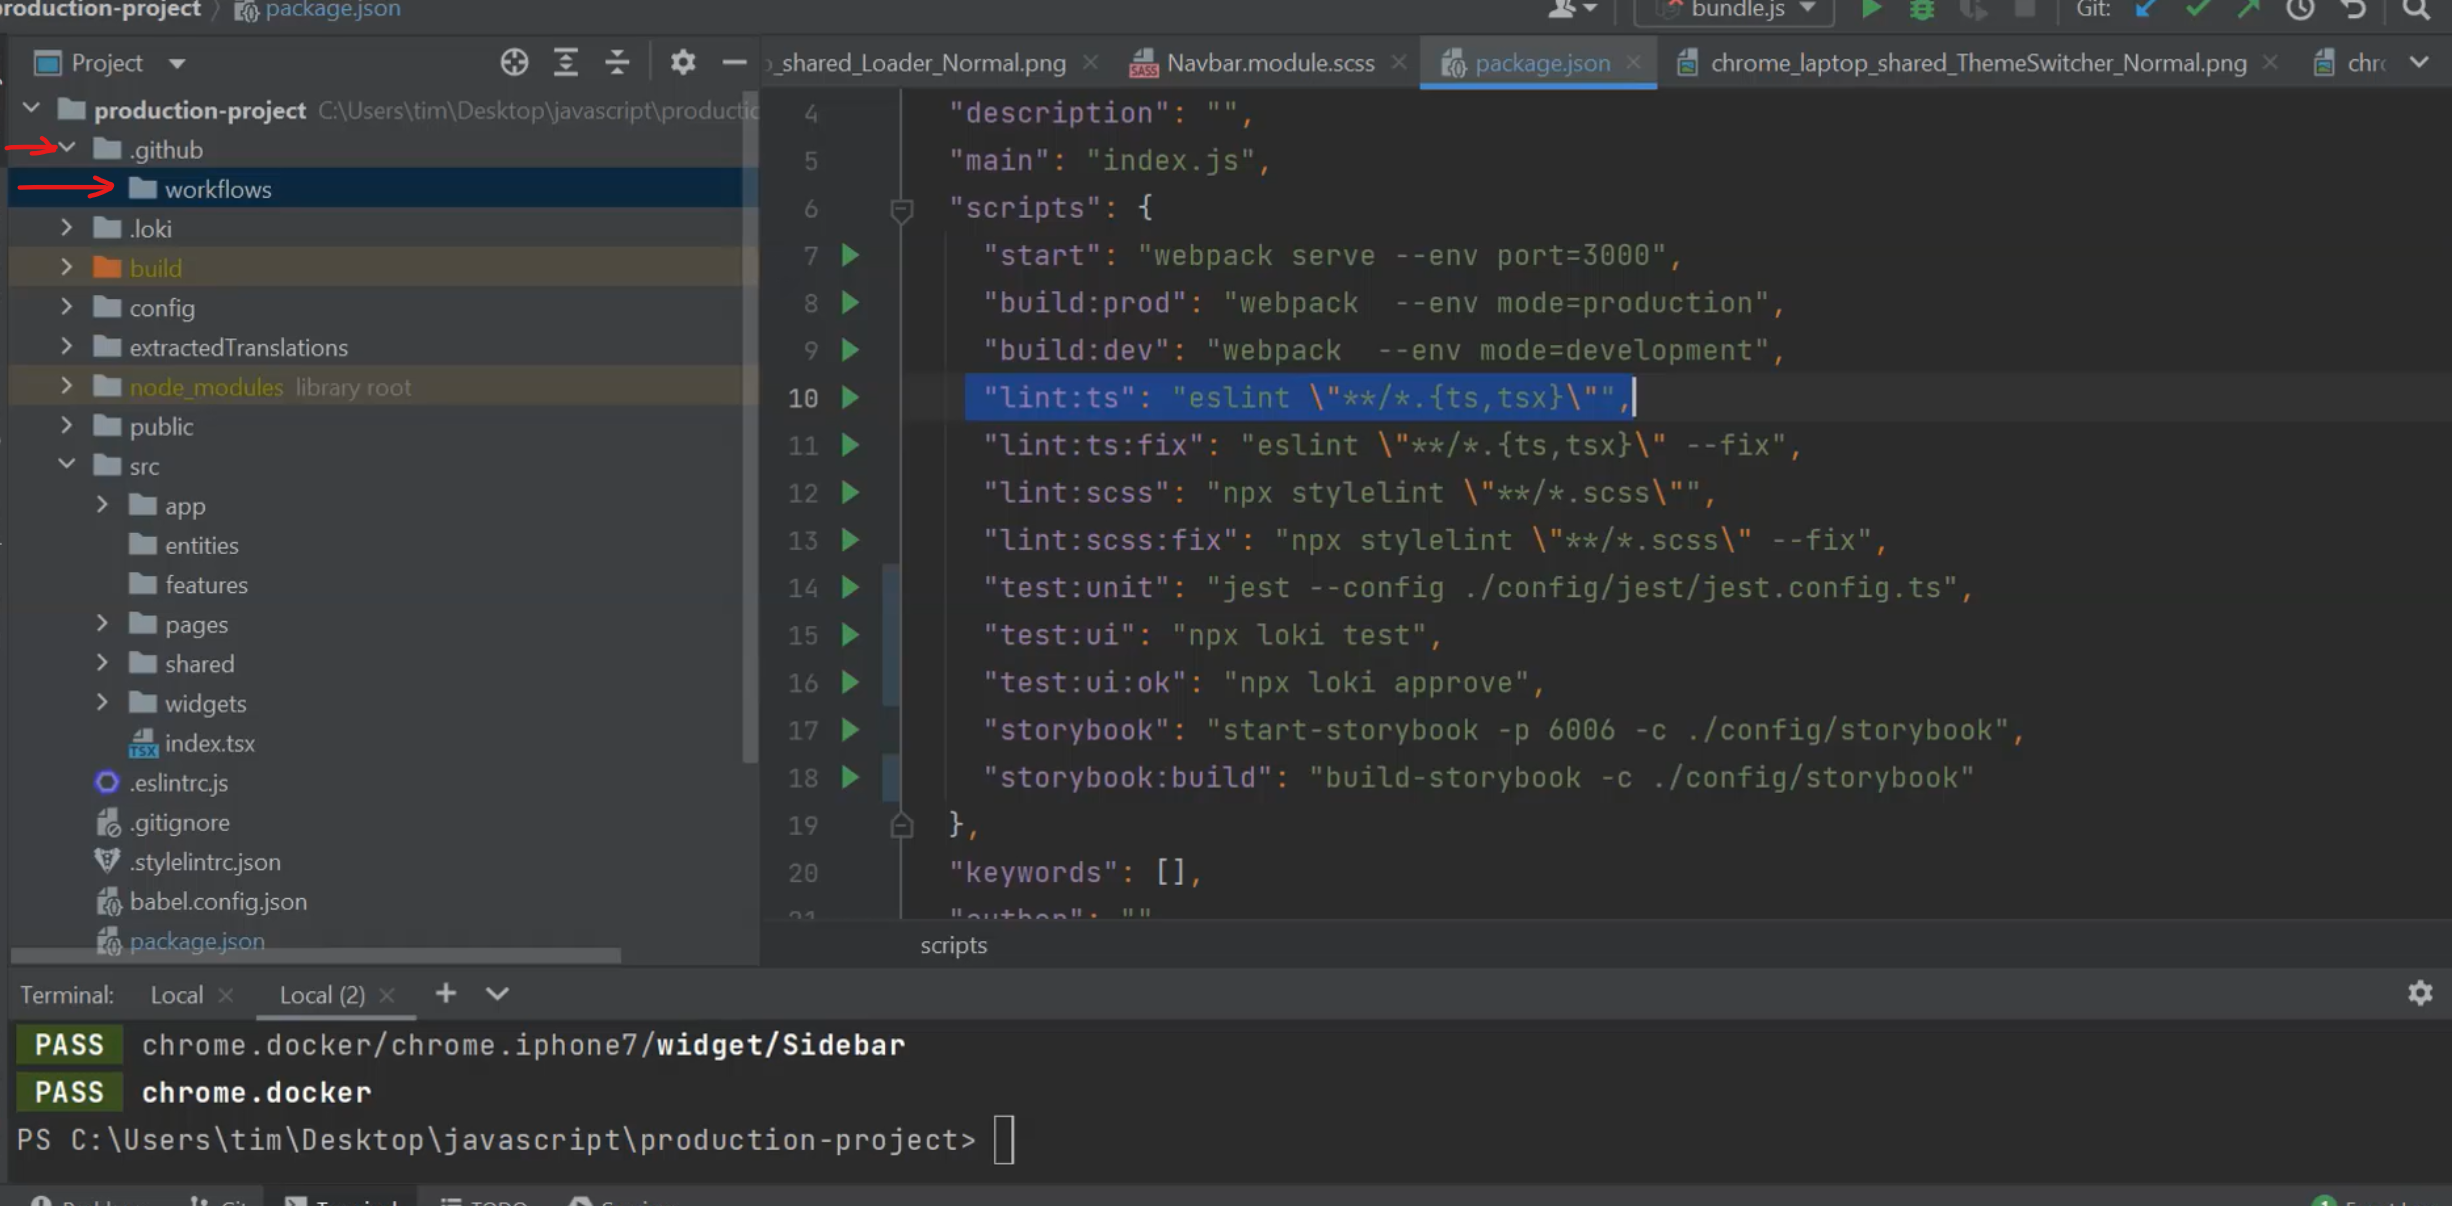 production-project
package.json
bundle.js
Git:
Project
_shared_Loader_Normal.png
Navbar.module.scss
package.json
chrome_laptop_shared_ThemeSwitcher_Normal.png
production-project C:\Users\tim\Desktop\javascript\productic
.github
workflows
.loki
build
config
extractedTranslations
node_modules library root
public
src
app
entities
features
pages
shared
widgets
index.tsx
.eslintrc.js
.gitignore
.stylelintrc.json
babel.config.json
package.json
4 "description": "",
5 "main": "index.js",
6 "scripts": {
7 "start": "webpack serve --env port=3000",
8 "build:prod": "webpack  --env mode=production",
9 "build:dev": "webpack  --env mode=development",
10 "lint:ts": "eslint \"**/*.{ts,tsx}\"",
11 "lint:ts:fix": "eslint \"**/*.{ts,tsx}\" --fix",
12 "lint:scss": "npx stylelint \"**/*.scss\"",
13 "lint:scss:fix": "npx stylelint \"**/*.scss\" --fix",
14 "test:unit": "jest --config ./config/jest/jest.config.ts",
15 "test:ui": "npx loki test",
16 "test:ui:ok": "npx loki approve",
17 "storybook": "start-storybook -p 6006 -c ./config/storybook",
18 "storybook:build": "build-storybook -c ./config/storybook"
19 },
20 "keywords": [],
21 "author": ""
scripts
Terminal: Local Local (2)
PASS chrome.docker/chrome.iphone7/widget/Sidebar
PASS chrome.docker
PS C:\Users\tim\Desktop\javascript\production-project>